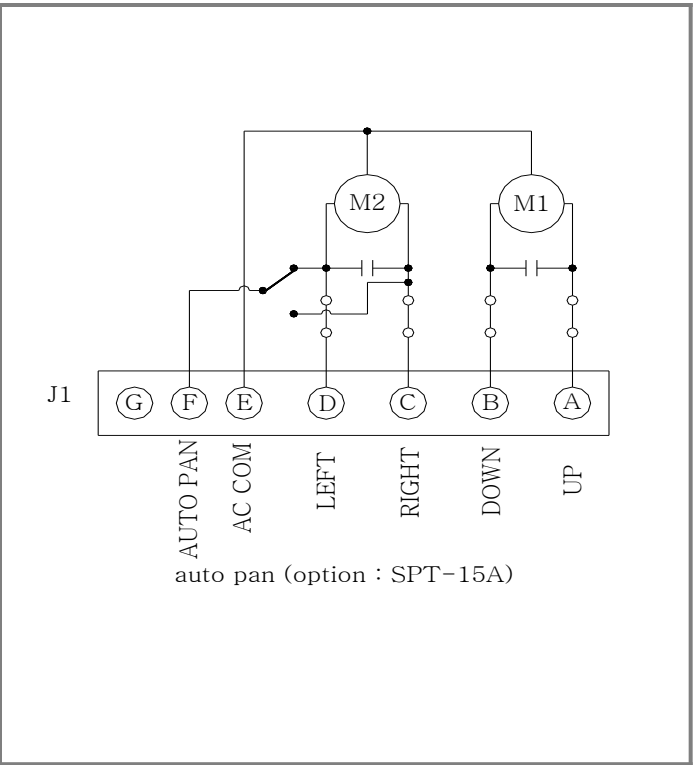 M2
M1
J1
G
F
E
D
C
B
A
AUTO PAN
AC COM
LEFT
RIGHT
DOWN
UP
auto pan (option : SPT-15A)